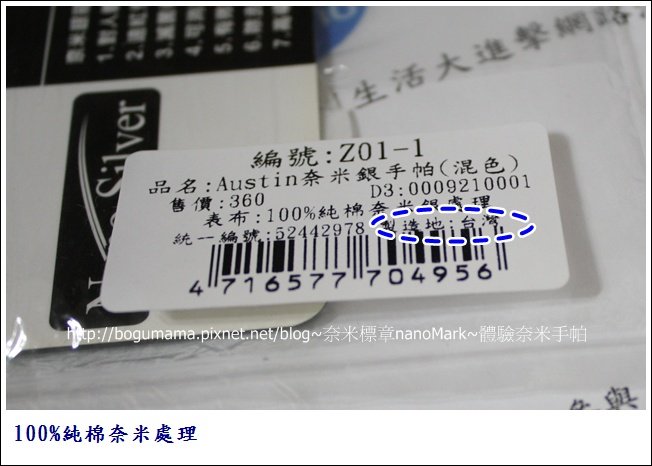 生活大進擊網路
Silver
編號:Z01-1
品名:Austin奈米銀手帕(混色)
售價:360 D3:0009210001
表布:100%純棉奈米銀處理
統一編號:52442978 製造地:台灣
4 716577 704956
http://bogumama.pixnet.net/blog~奈米標章nanoMark~體驗奈米手帕
100%純棉奈米處理